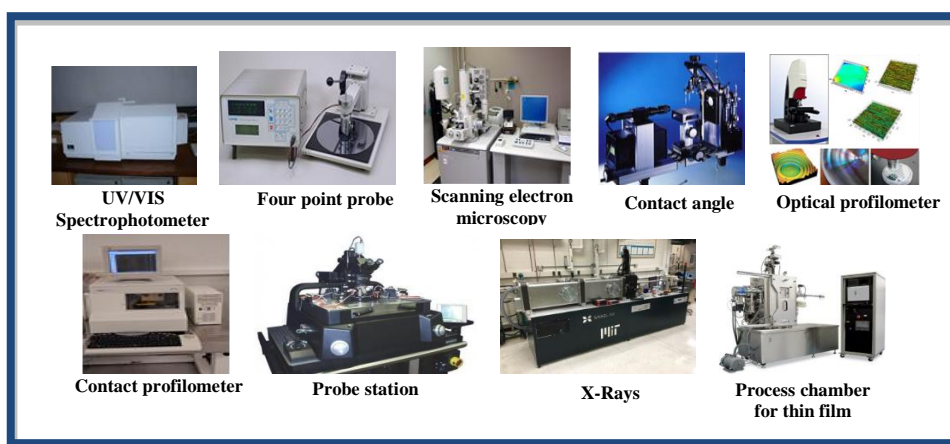 UV/VIS
Spectrophotometer
Four point probe
Scanning electron
microscopy
Contact angle
Optical profilometer
Contact profilometer
Probe station
MIT
X-Rays
Process chamber
for thin film